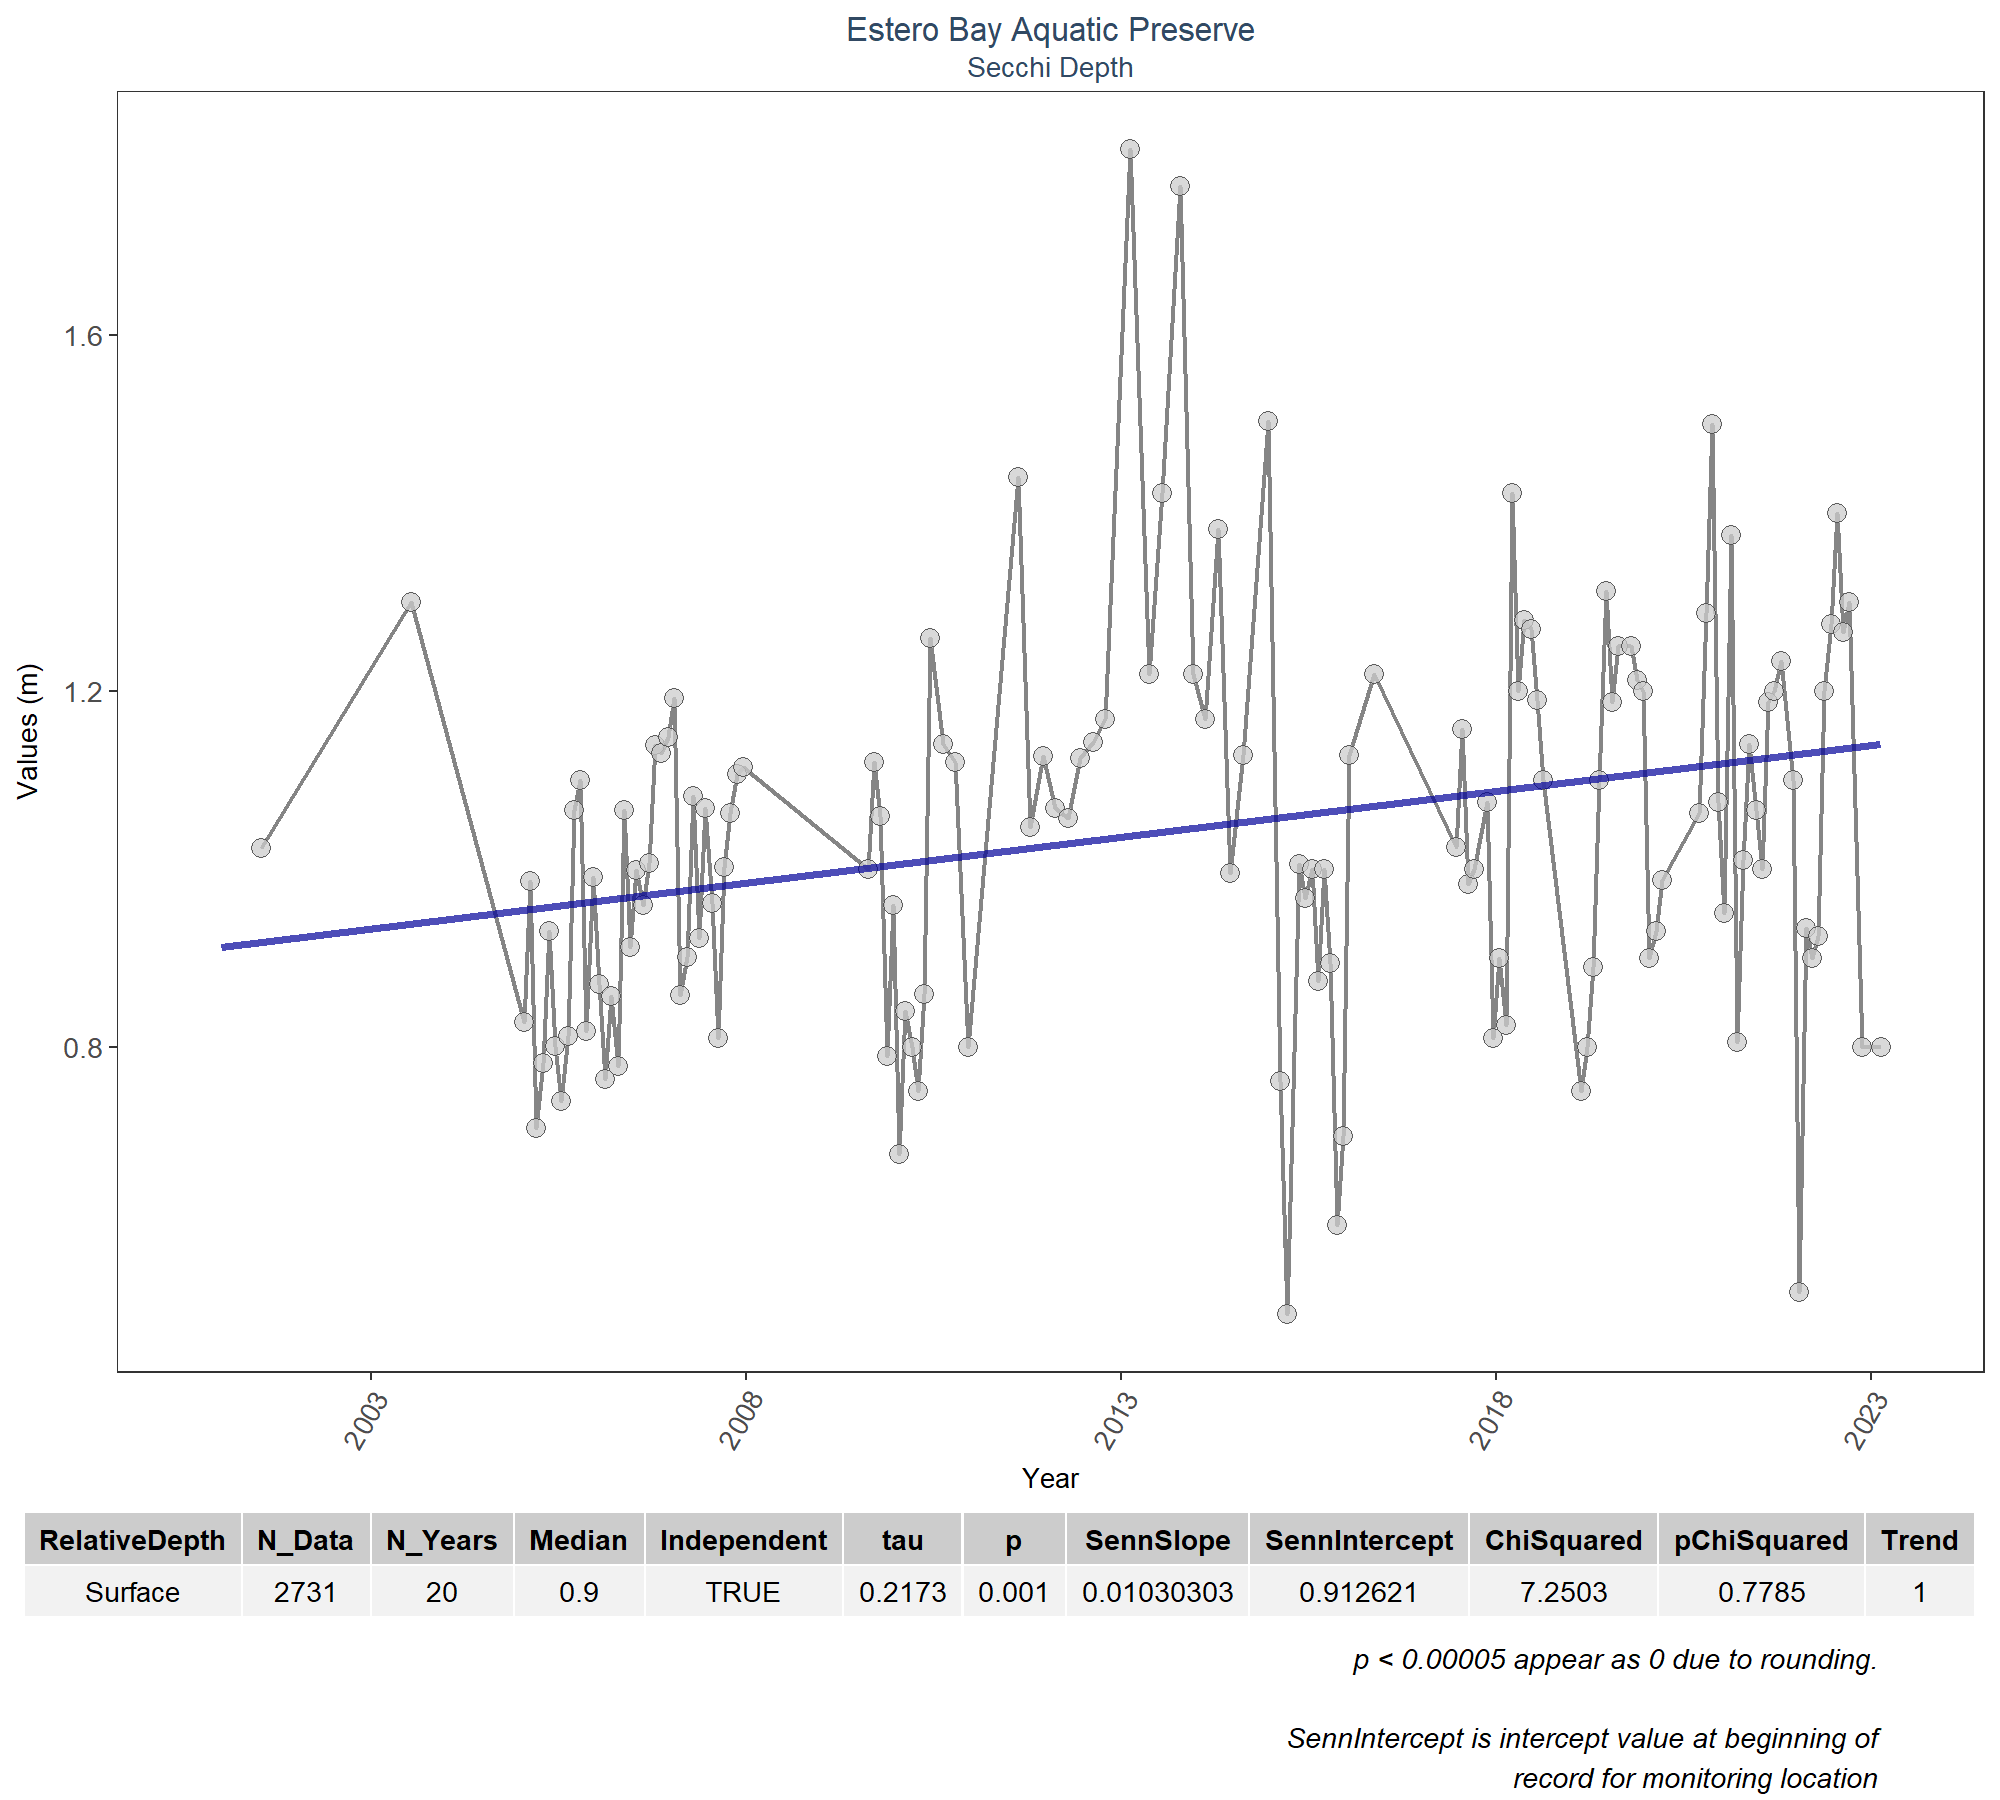 Estero Bay Aquatic Preserve
Secchi Depth
Values (m)
1.6
1.2
0.8
2003 2008 2013 2018 2023
Year
RelativeDepth N_Data N_Years Median Independent tau p SennSlope SennIntercept ChiSquared pChiSquared Trend
Surface 2731 20 0.9 TRUE 0.2173 0.001 0.01030303 0.912621 7.2503 0.7785 1
p < 0.00005 appear as 0 due to rounding.
SennIntercept is intercept value at beginning of
record for monitoring location